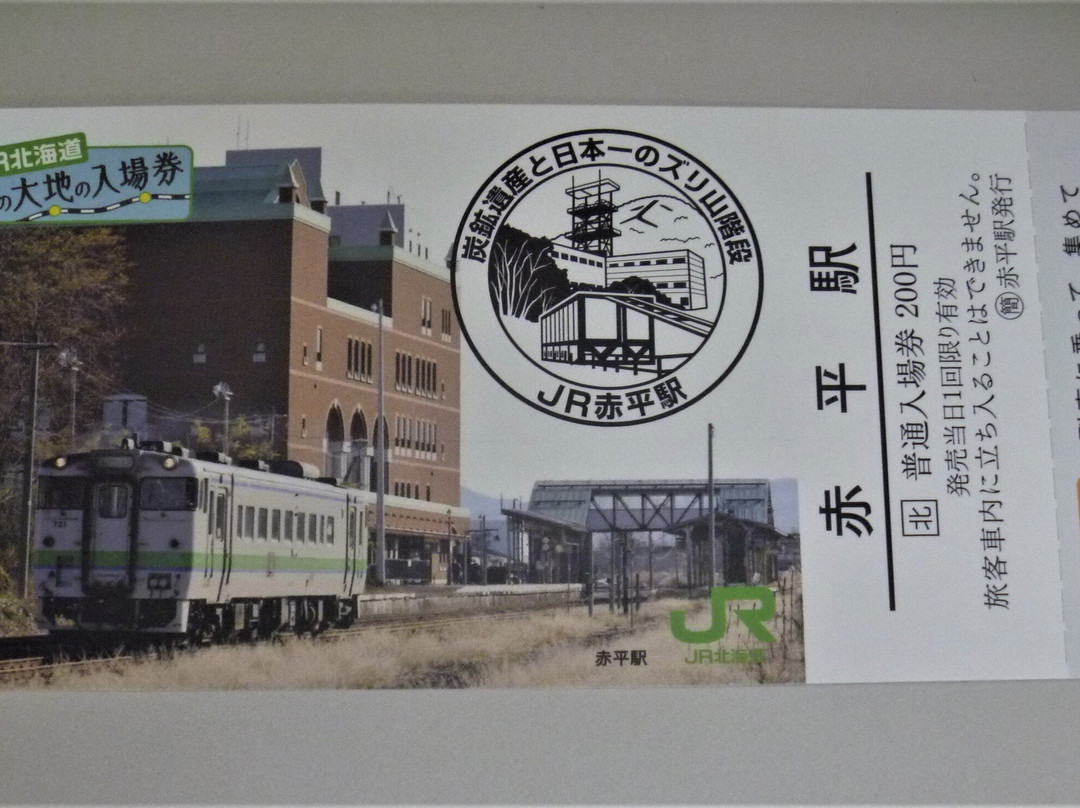 R北海道
の大地の入場券
炭鉱遺産と日本一のズリ山階段
JR赤平駅
721
赤平駅
JR
JR北海道
赤平駅
北 普通入場券 200円
発売当日1回限り有効
旅客車内に立ち入ることはできません。
簡 赤平駅発行
集めて